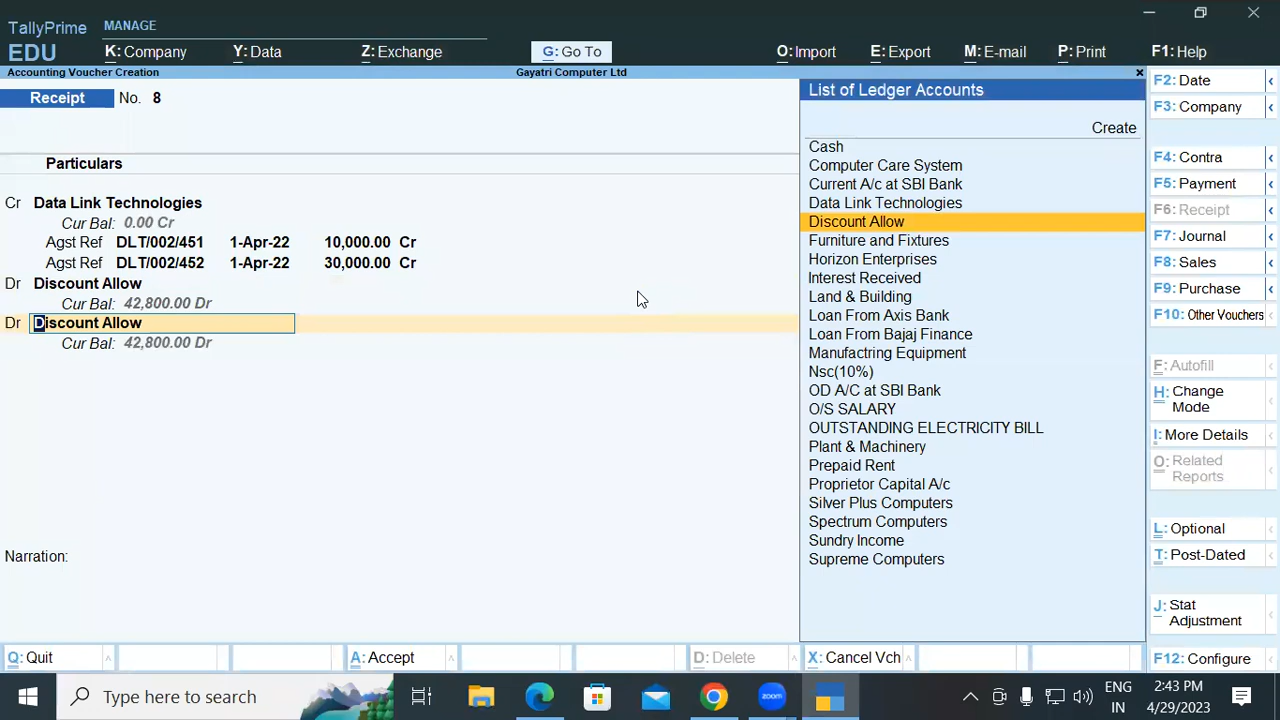 TallyPrime MANAGE
EDU K: Company Y: Data Z: Exchange G: Go To O: Import E: Export M: E-mail P: Print F1: Help
Accounting Voucher Creation Gayatri Computer Ltd ×
Receipt No. 8
Particulars
Cr Data Link Technologies
Cur Bal: 0.00 Cr
Agst Ref DLT/002/451 1-Apr-22 10,000.00 Cr
Agst Ref DLT/002/452 1-Apr-22 30,000.00 Cr
Dr Discount Allow
Cur Bal: 42,800.00 Dr
Dr Discount Allow
Cur Bal: 42,800.00 Dr
Narration:
List of Ledger Accounts
Create
Cash
Computer Care System
Current A/c at SBI Bank
Data Link Technologies
Discount Allow
Furniture and Fixtures
Horizon Enterprises
Interest Received
Land & Building
Loan From Axis Bank
Loan From Bajaj Finance
Manufactring Equipment
Nsc(10%)
OD A/C at SBI Bank
O/S SALARY
OUTSTANDING ELECTRICITY BILL
Plant & Machinery
Prepaid Rent
Proprietor Capital A/c
Silver Plus Computers
Spectrum Computers
Sundry Income
Supreme Computers
F2: Date
F3: Company
F4: Contra
F5: Payment
F6: Receipt
F7: Journal
F8: Sales
F9: Purchase
F10: Other Vouchers
F: Autofill
H: Change
Mode
I: More Details
O: Related
Reports
L: Optional
T: Post-Dated
J: Stat
Adjustment
F12: Configure
Q: Quit A: Accept D: Delete X: Cancel Vch
Type here to search
zoom
ENG
IN
2:43 PM
4/29/2023